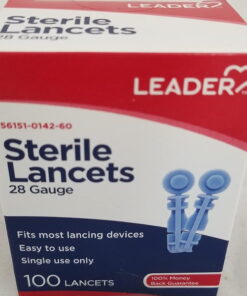 Sterile
Lancets
28 Gauge
LEADER
56151-0142-60
Sterile
Lancets
28 Gauge
Fits most lancing devices
Easy to use
Single use only
100 LANCETS
100% Money
Back Guarantee